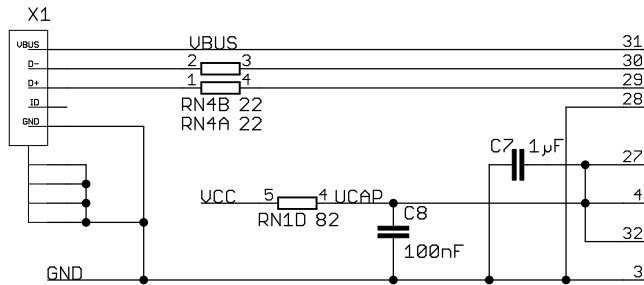 X1
VBUS VBUS 31
D- 2 3 30
D+ 1 4 29
ID RN4B 22 28
GND RN4A 22
C7 1µF
27
VCC 5 4 UCAP 4
RN1D 82 C8
32
100nF
GND 3